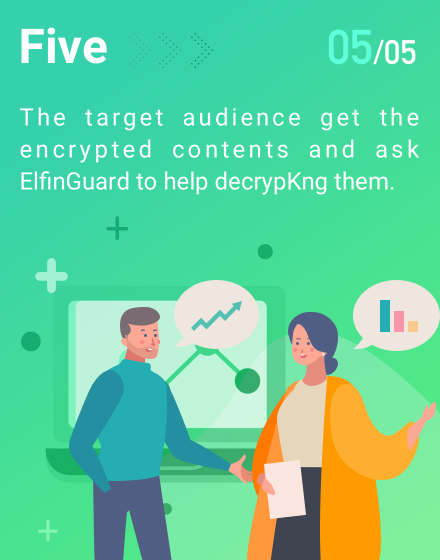 Five
05/05
The target audience get the
encrypted contents and ask
ElfinGuard to help decrypKng them.